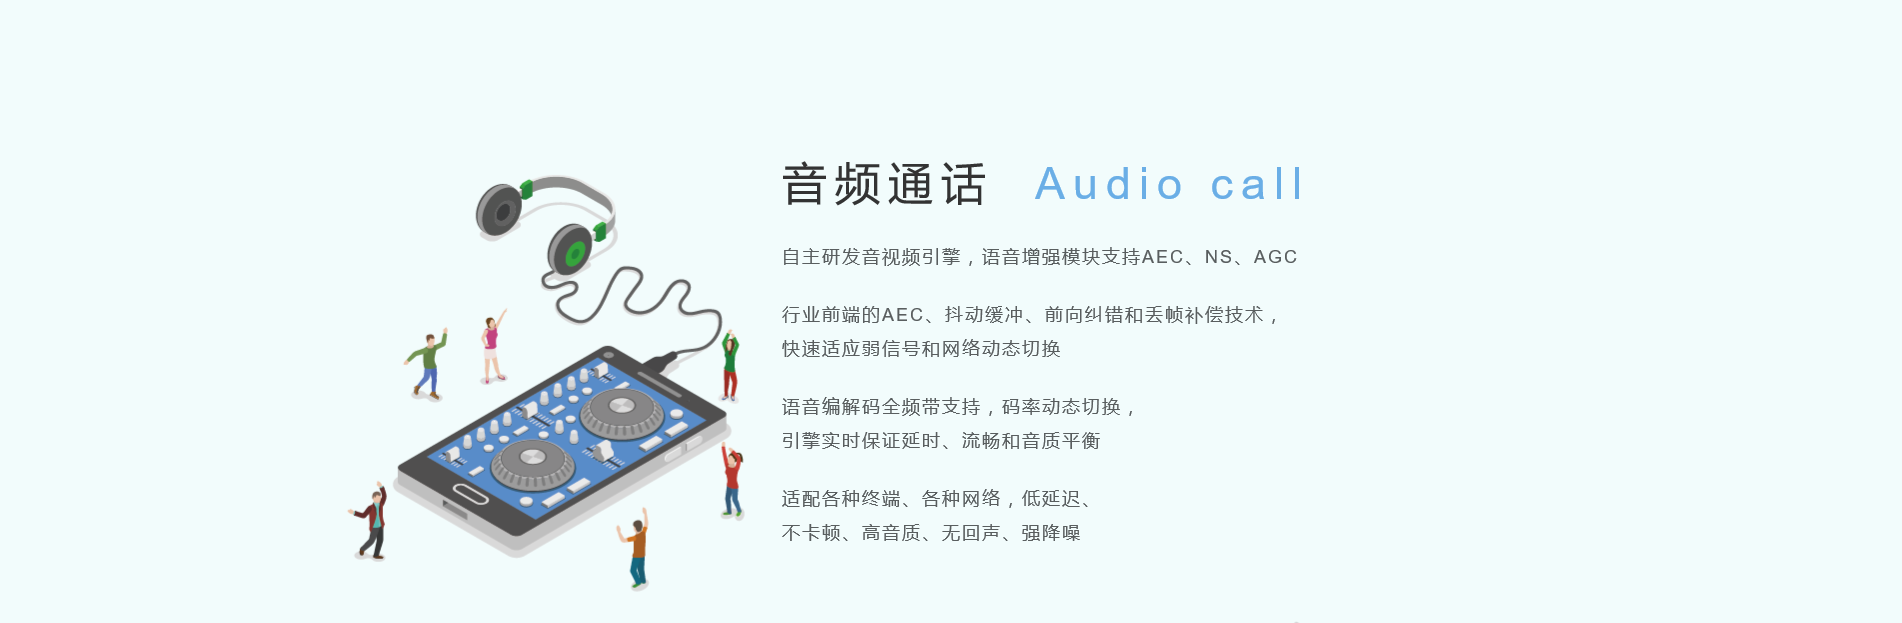 音频通话 Audio call
自主研发音视频引擎，语音增强模块支持AEC、NS、AGC
行业前端的AEC、抖动缓冲、前向纠错和丢帧补偿技术，
快速适应弱信号和网络动态切换
语音编解码全频带支持，码率动态切换，
引擎实时保证延时、流畅和音质平衡
适配各种终端、各种网络，低延迟、
不卡顿、高音质、无回声、强降噪